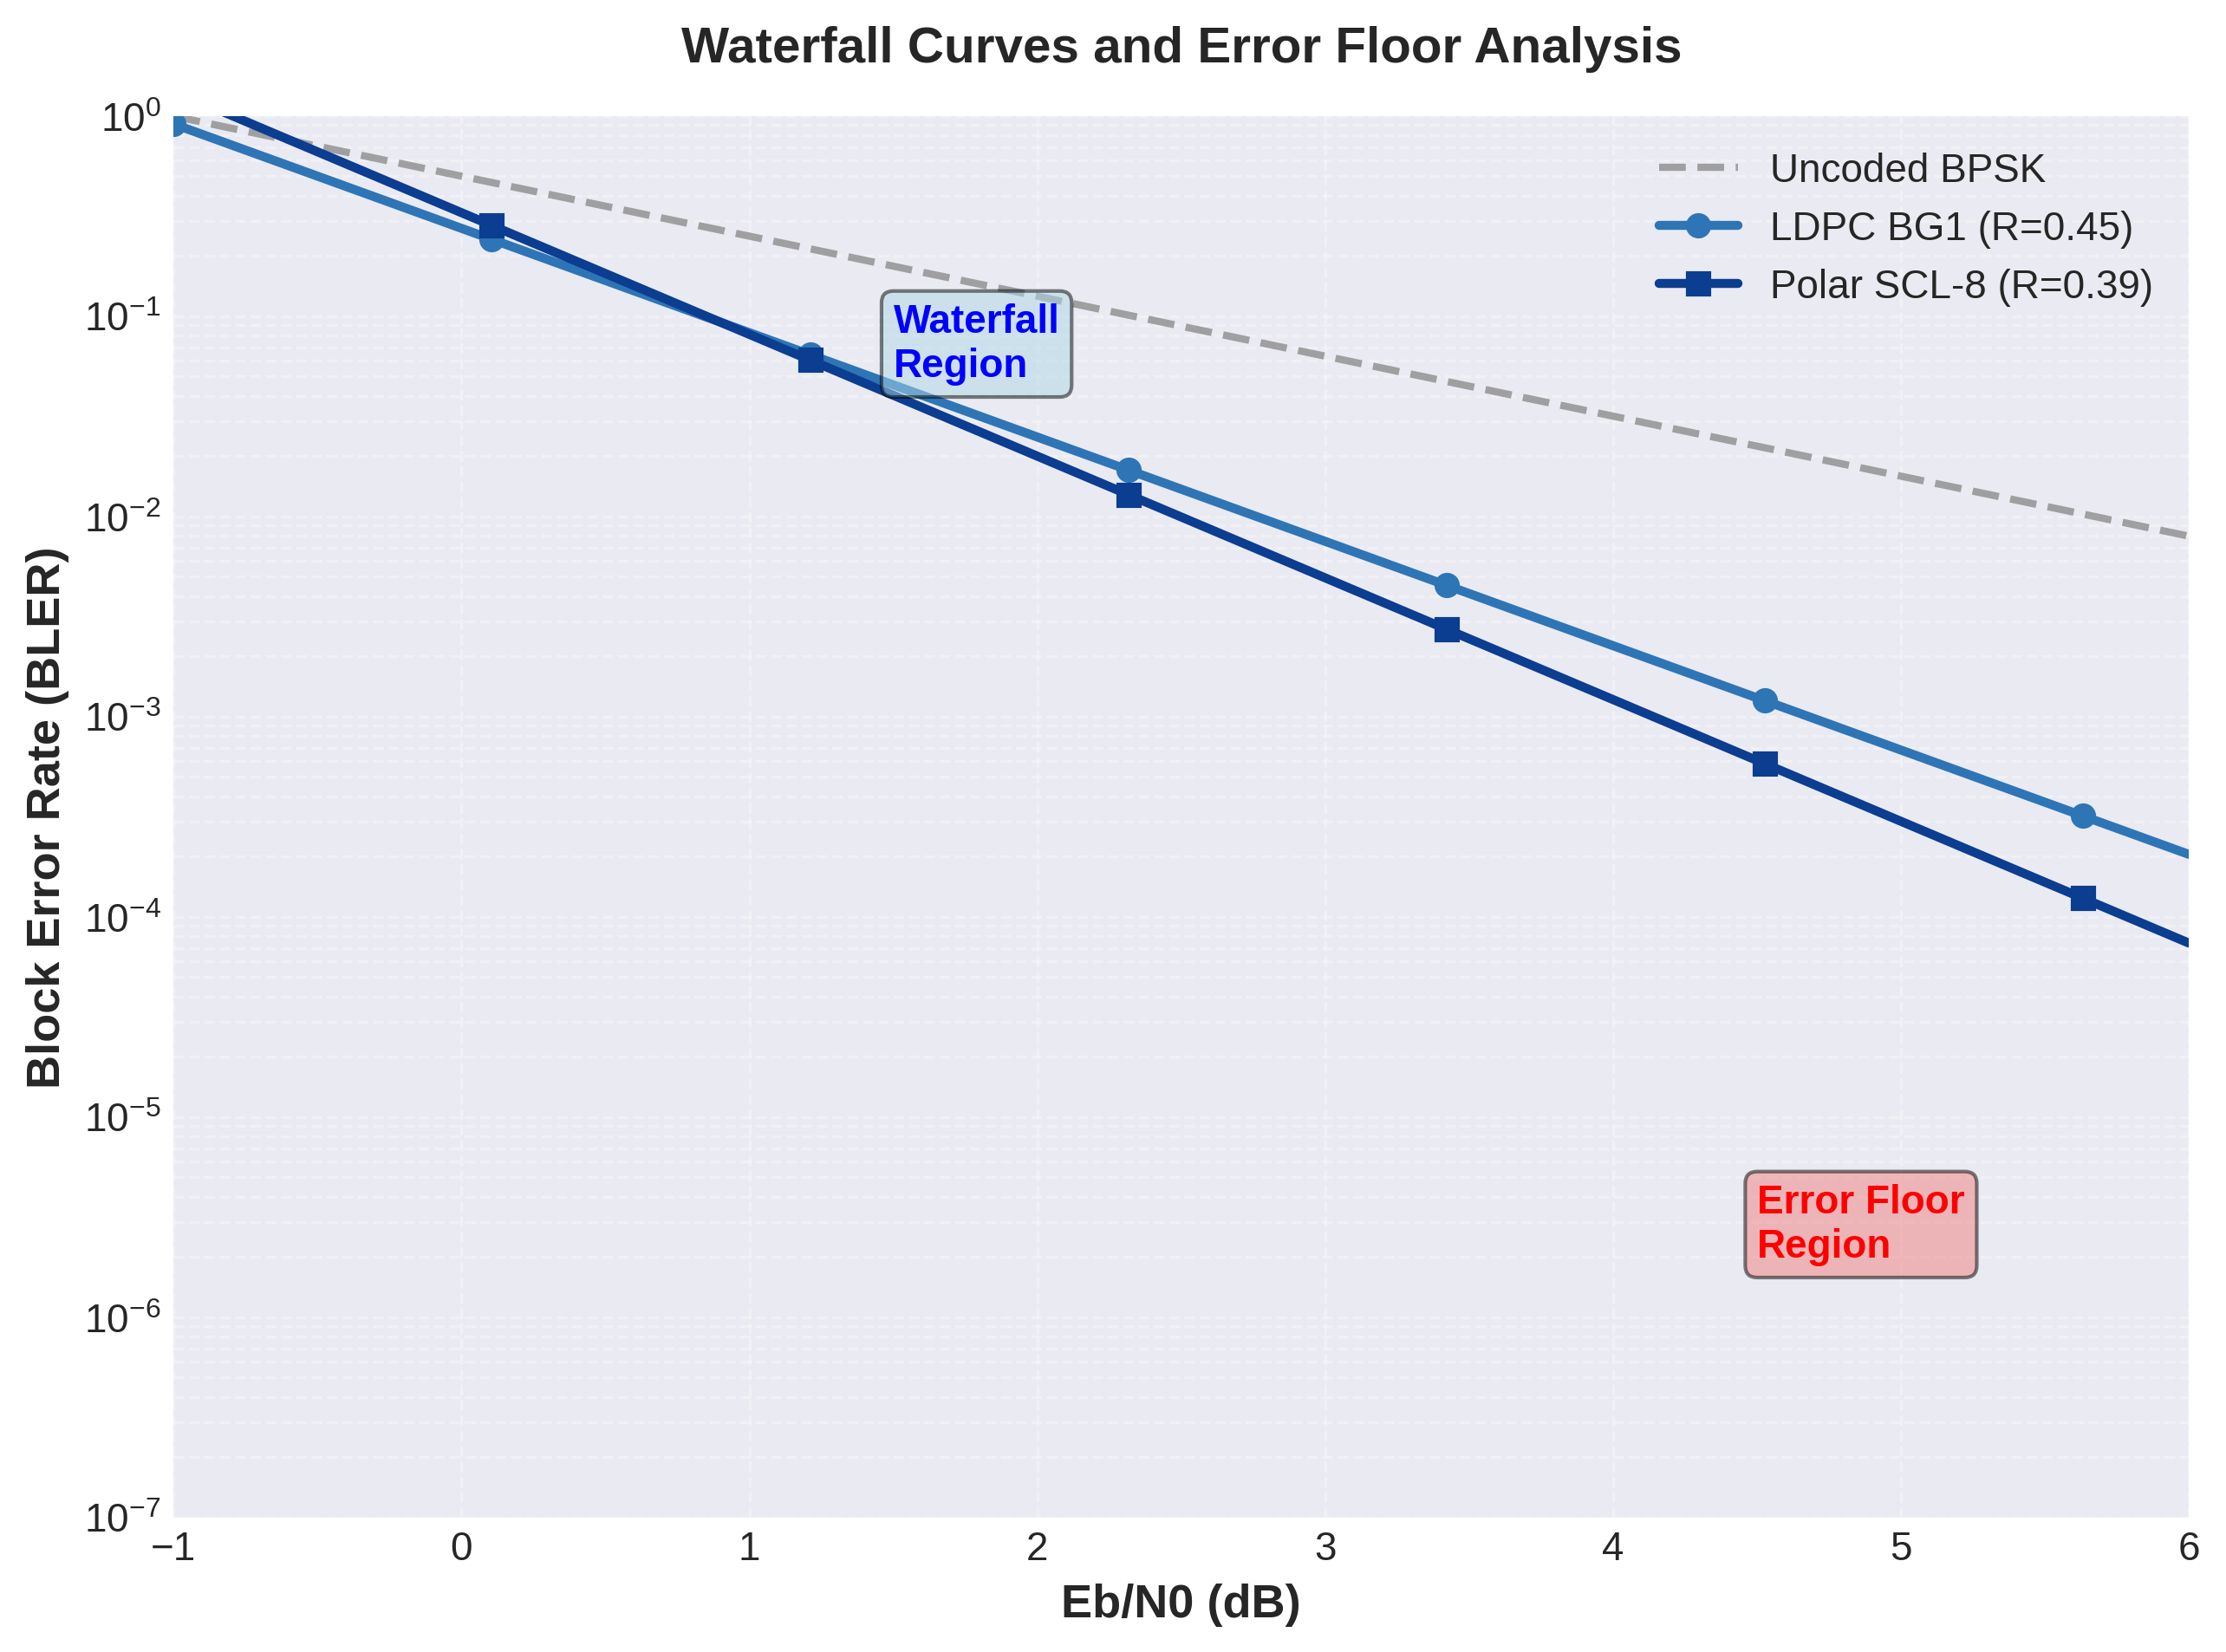 Waterfall Curves and Error Floor Analysis
Block Error Rate (BLER)
10⁰
10⁻¹
10⁻²
10⁻³
10⁻⁴
10⁻⁵
10⁻⁶
10⁻⁷
Uncoded BPSK
LDPC BG1 (R=0.45)
Polar SCL-8 (R=0.39)
Waterfall
Region
Error Floor
Region
−1 0 1 2 3 4 5 6
Eb/N0 (dB)